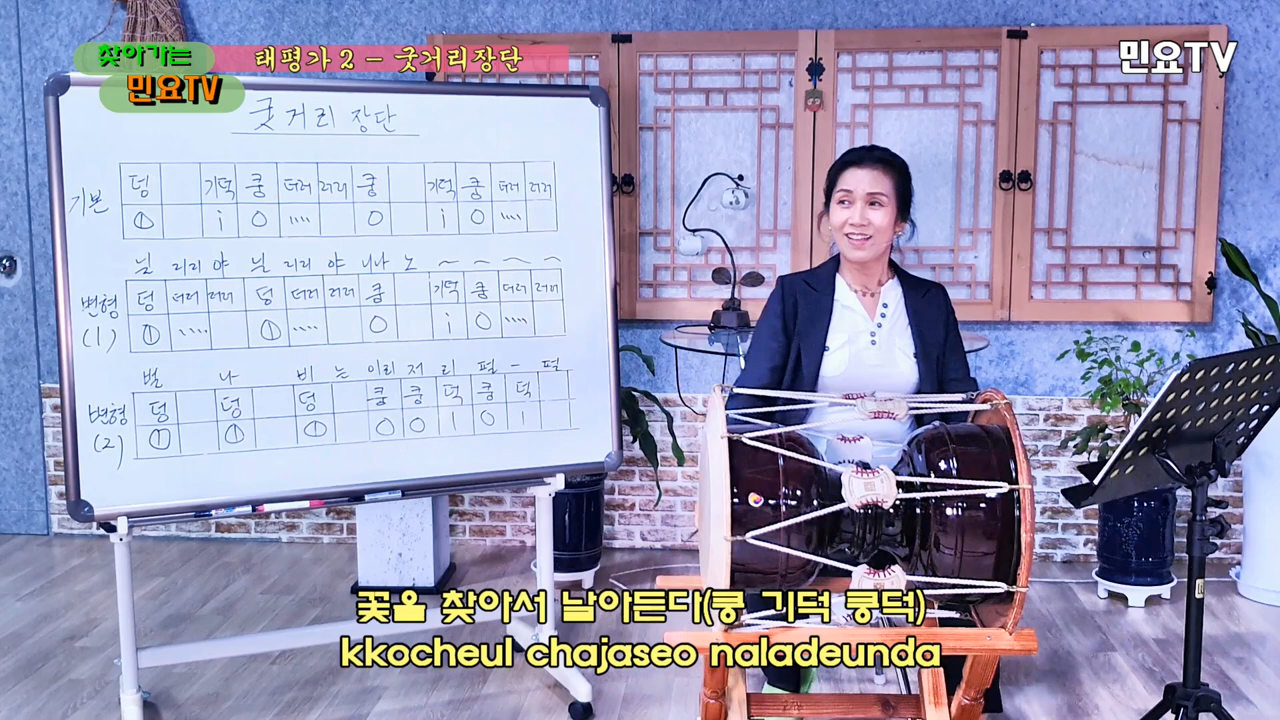 찾아가는
민요TV
태평가 2 - 굿거리장단
민요TV
굿거리 장단
기본 덩 기덕 쿵 더러 러러 쿵 기덕 쿵 더러 러러
닐 리리 야 닐 리리 야 니나 노 ~ ~ ~ ~
변형 (1) 덩 더러 러러 덩 더러 러러 쿵 기덕 쿵 더러 러러
벌 나 비 는 이리 저 리 펄 - 펄
변형 (2) 덩 덩 덩 쿵 쿵 덕 쿵 덕
꽃을 찾아서 날아든다(쿵 기덕 쿵덕)
kkocheul chajaseo naladeunda